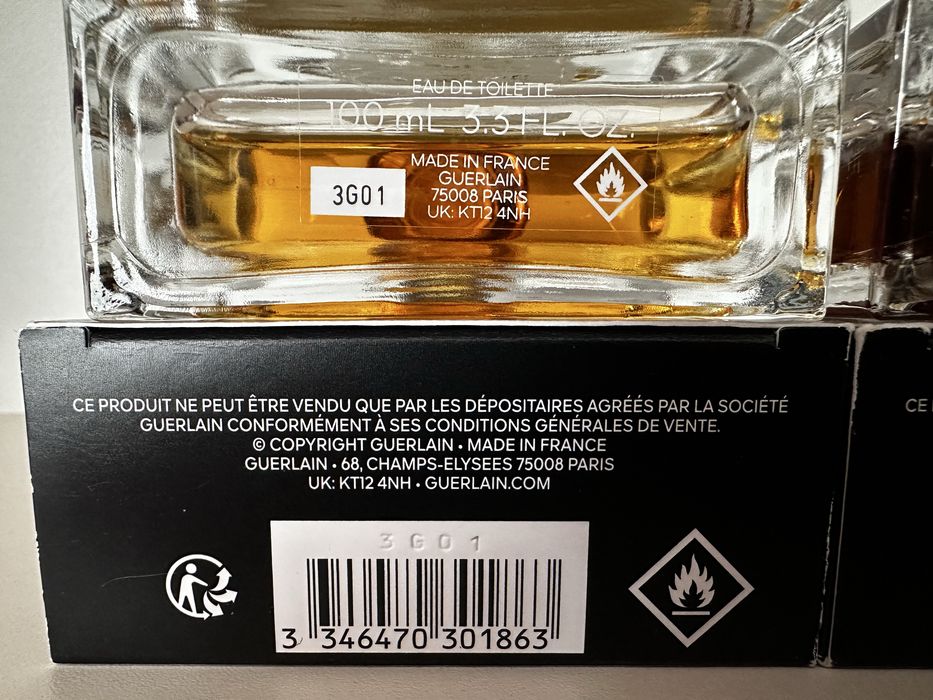 EAU DE TOILETTE
100 mL 3.3 FL. OZ.
MADE IN FRANCE
GUERLAIN
75008 PARIS
UK: KT12 4NH
3G01
CE PRODUIT NE PEUT ÊTRE VENDU QUE PAR LES DÉPOSITAIRES AGRÉÉS PAR LA SOCIÉTÉ
GUERLAIN CONFORMÉMENT À SES CONDITIONS GÉNÉRALES DE VENTE.
© COPYRIGHT GUERLAIN • MADE IN FRANCE
GUERLAIN • 68, CHAMPS-ELYSEES 75008 PARIS
UK: KT12 4NH • GUERLAIN.COM
3G01
3 346470 301863
CE